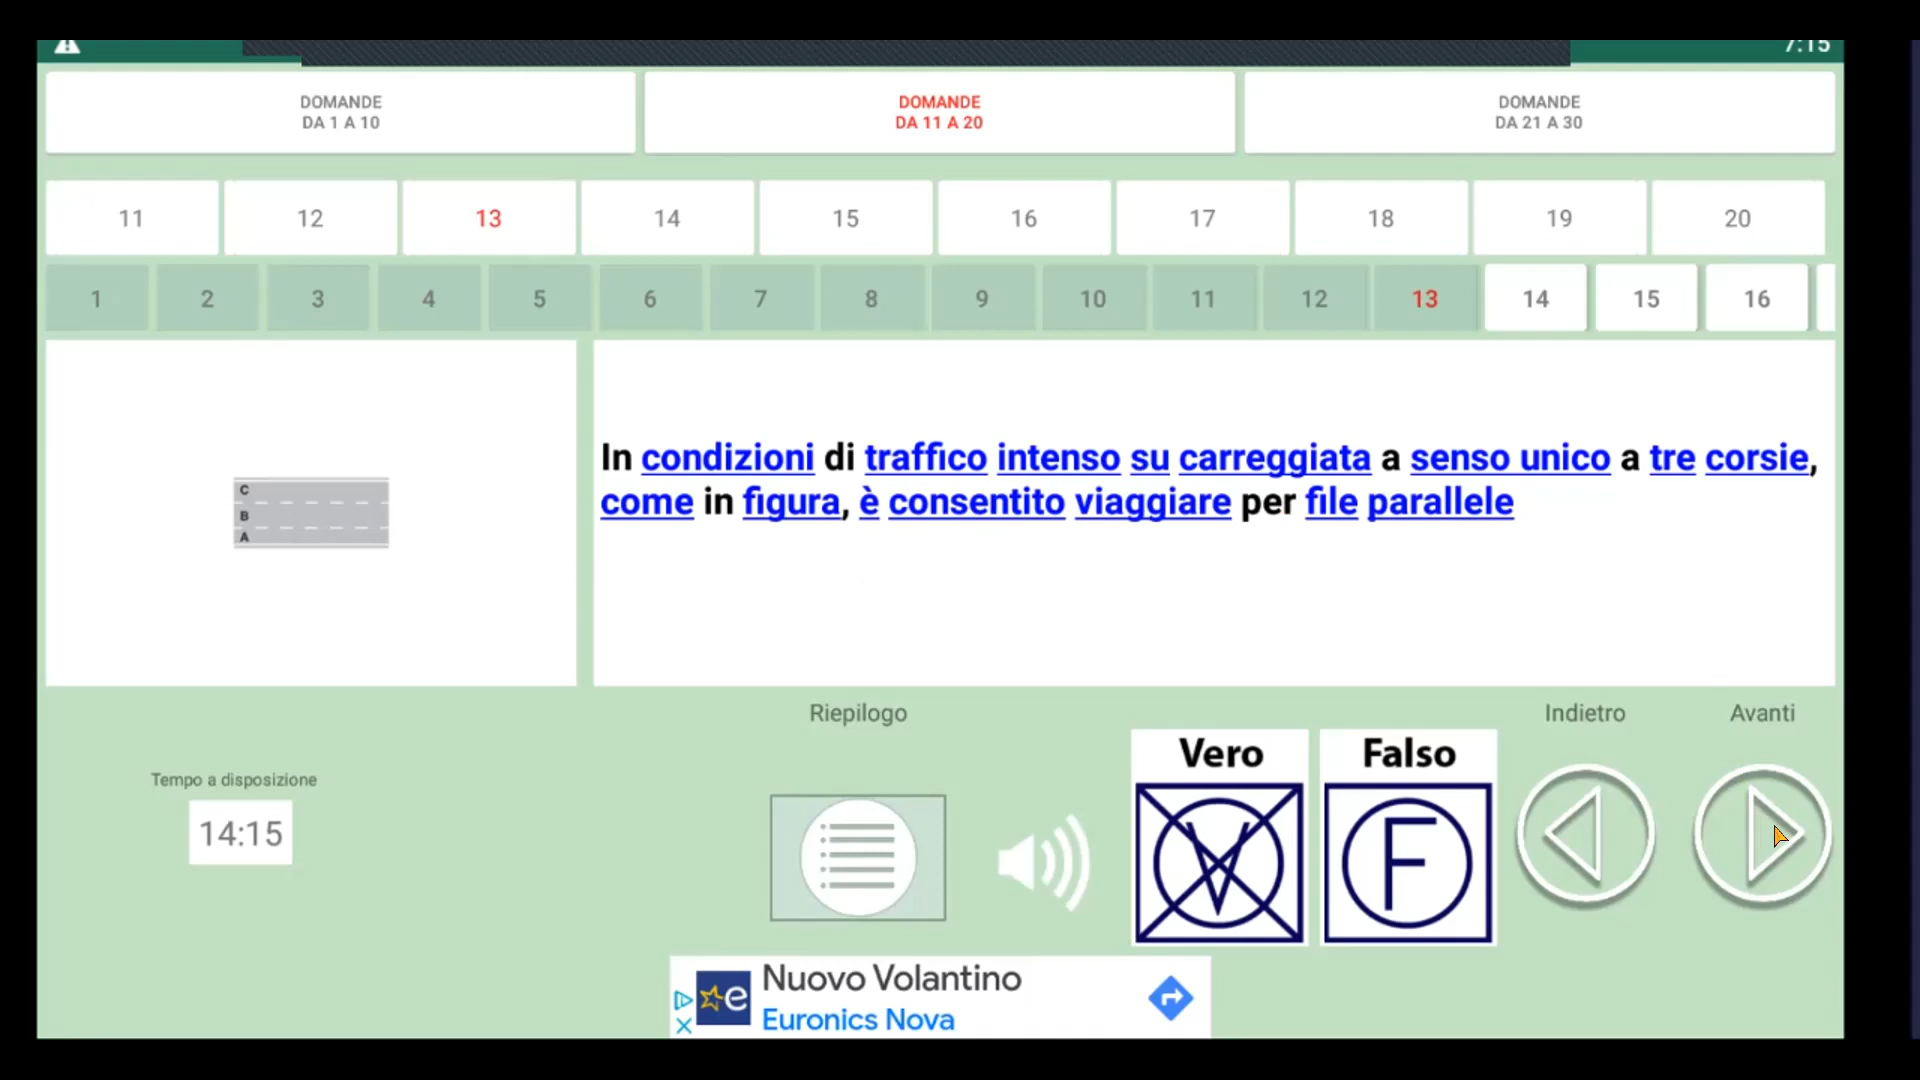 7:15
DOMANDE
DA 1 A 10
DOMANDE
DA 11 A 20
DOMANDE
DA 21 A 30
11 12 13 14 15 16 17 18 19 20
1 2 3 4 5 6 7 8 9 10 11 12 13 14 15 16
C
B
A
In condizioni di traffico intenso su carreggiata a senso unico a tre corsie,
come in figura, è consentito viaggiare per file parallele
Riepilogo
Indietro
Avanti
Vero
Falso
V
F
Tempo a disposizione
14:15
Nuovo Volantino
Euronics Nova
e